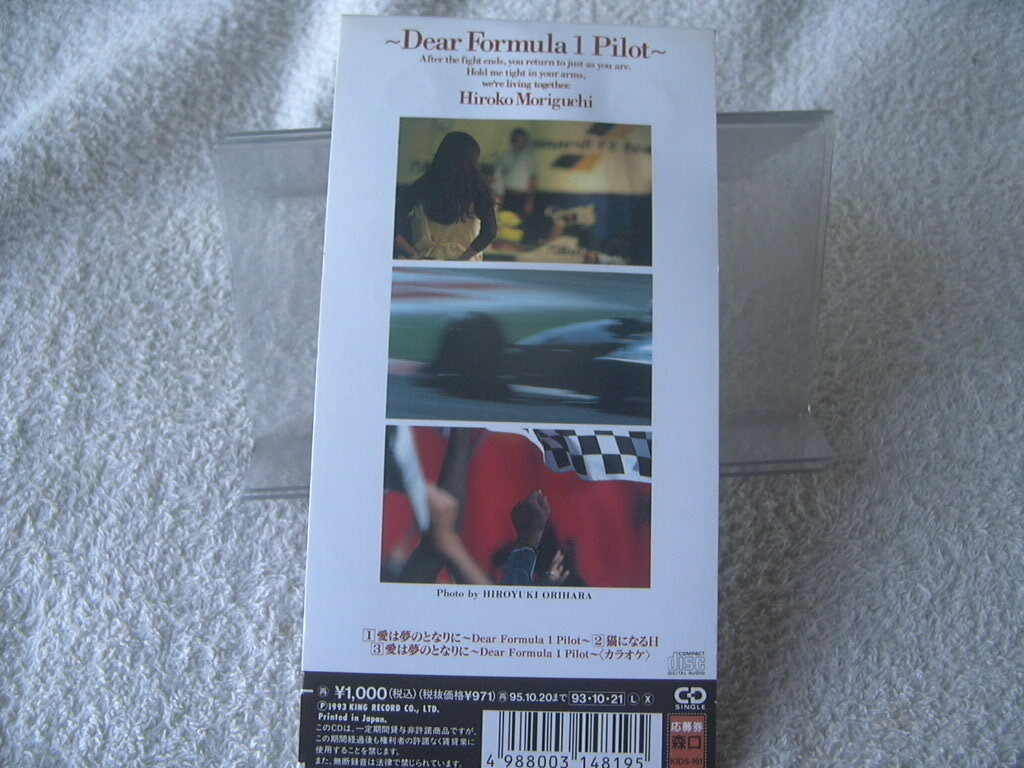 ~Dear Formula 1 Pilot~
After the fight ends, you return to just as you are.
Hold me tight in your arms,
we're living together.
Hiroko Moriguchi
Photo by HIROYUKI ORIHARA
1 愛は夢のとなりに～Dear Formula 1 Pilot～ 2 猫になる日
3 愛は夢のとなりに～Dear Formula 1 Pilot～〈カラオケ〉
COMPACT
disc
DIGITAL AUDIO
再 ¥1,000(税込)(税抜価格¥971) 再 95.10.20まで 93・10・21 L X
CD
SINGLE
Ⓟ1993 KING RECORD CO., LTD.
Printed in Japan.
このCDは、一定期間貸与非許諾商品ですが、
この期間経過後も権利者の許諾なく賃貸業に
使用することを禁じます。
また、無断録音は法律で禁じられています。
4 988003 148195
応募券
森口
KIDS-161